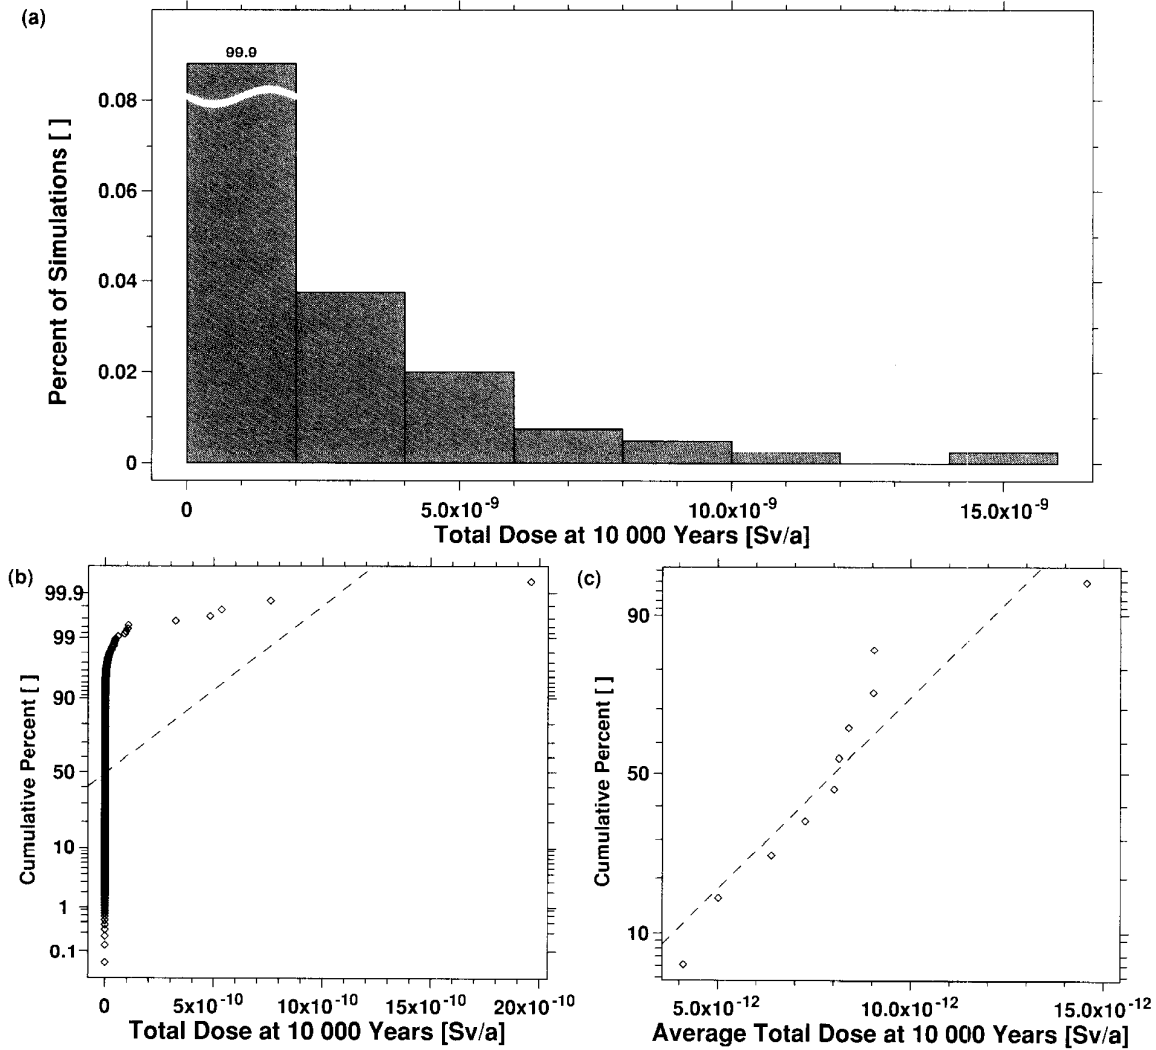 (a)
99.9
0.08
0.06
0.04
0.02
0
Percent of Simulations [ ]
0
5.0x10⁻⁹
10.0x10⁻⁹
15.0x10⁻⁹
Total Dose at 10 000 Years [Sv/a]
(b)
99.9
99
90
50
10
1
0.1
Cumulative Percent [ ]
0
5x10⁻¹⁰
10x10⁻¹⁰
15x10⁻¹⁰
20x10⁻¹⁰
Total Dose at 10 000 Years [Sv/a]
(c)
90
50
10
Cumulative Percent [ ]
5.0x10⁻¹²
10.0x10⁻¹²
15.0x10⁻¹²
Average Total Dose at 10 000 Years [Sv/a]